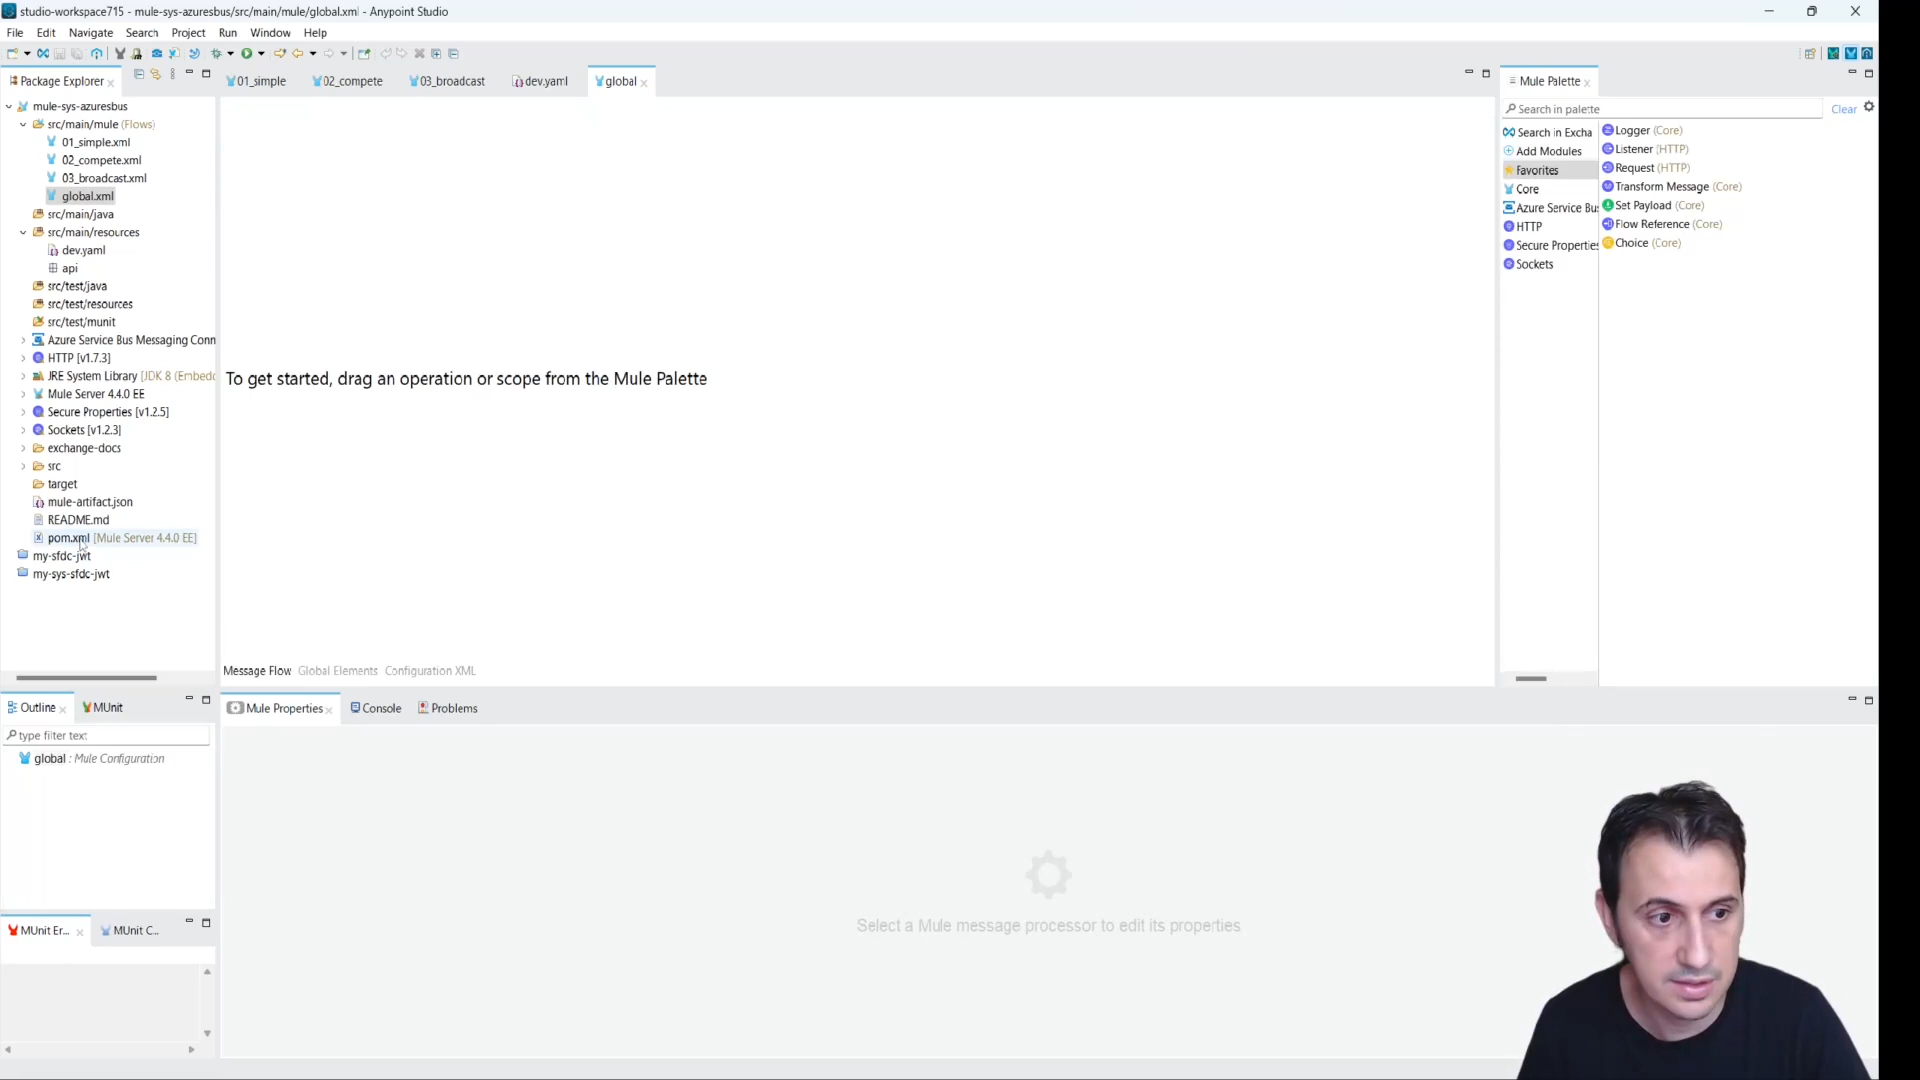 studio-workspace715 - mule-sys-azuresbus/src/main/mule/global.xml - Anypoint Studio
File Edit Navigate Search Project Run Window Help
Package Explorer
01_simple 02_compete 03_broadcast dev.yaml global
Mule Palette
mule-sys-azuresbus
src/main/mule (Flows)
01_simple.xml
02_compete.xml
03_broadcast.xml
global.xml
src/main/java
src/main/resources
dev.yaml
api
src/test/java
src/test/resources
src/test/munit
Azure Service Bus Messaging Conn
HTTP [v1.7.3]
JRE System Library [JDK 8 (Embedd
Mule Server 4.4.0 EE
Secure Properties [v1.2.5]
Sockets [v1.2.3]
exchange-docs
src
target
mule-artifact.json
README.md
pom.xml [Mule Server 4.4.0 EE]
my-sfdc-jwt
my-sys-sfdc-jwt
To get started, drag an operation or scope from the Mule Palette
Message Flow Global Elements Configuration XML
Search in palette
Clear
Search in Excha
Add Modules
Favorites
Core
Azure Service Bu
HTTP
Secure Propertie
Sockets
Logger (Core)
Listener (HTTP)
Request (HTTP)
Transform Message (Core)
Set Payload (Core)
Flow Reference (Core)
Choice (Core)
Outline MUnit
type filter text
global : Mule Configuration
MUnit Er... MUnit C...
Mule Properties Console Problems
Select a Mule message processor to edit its properties